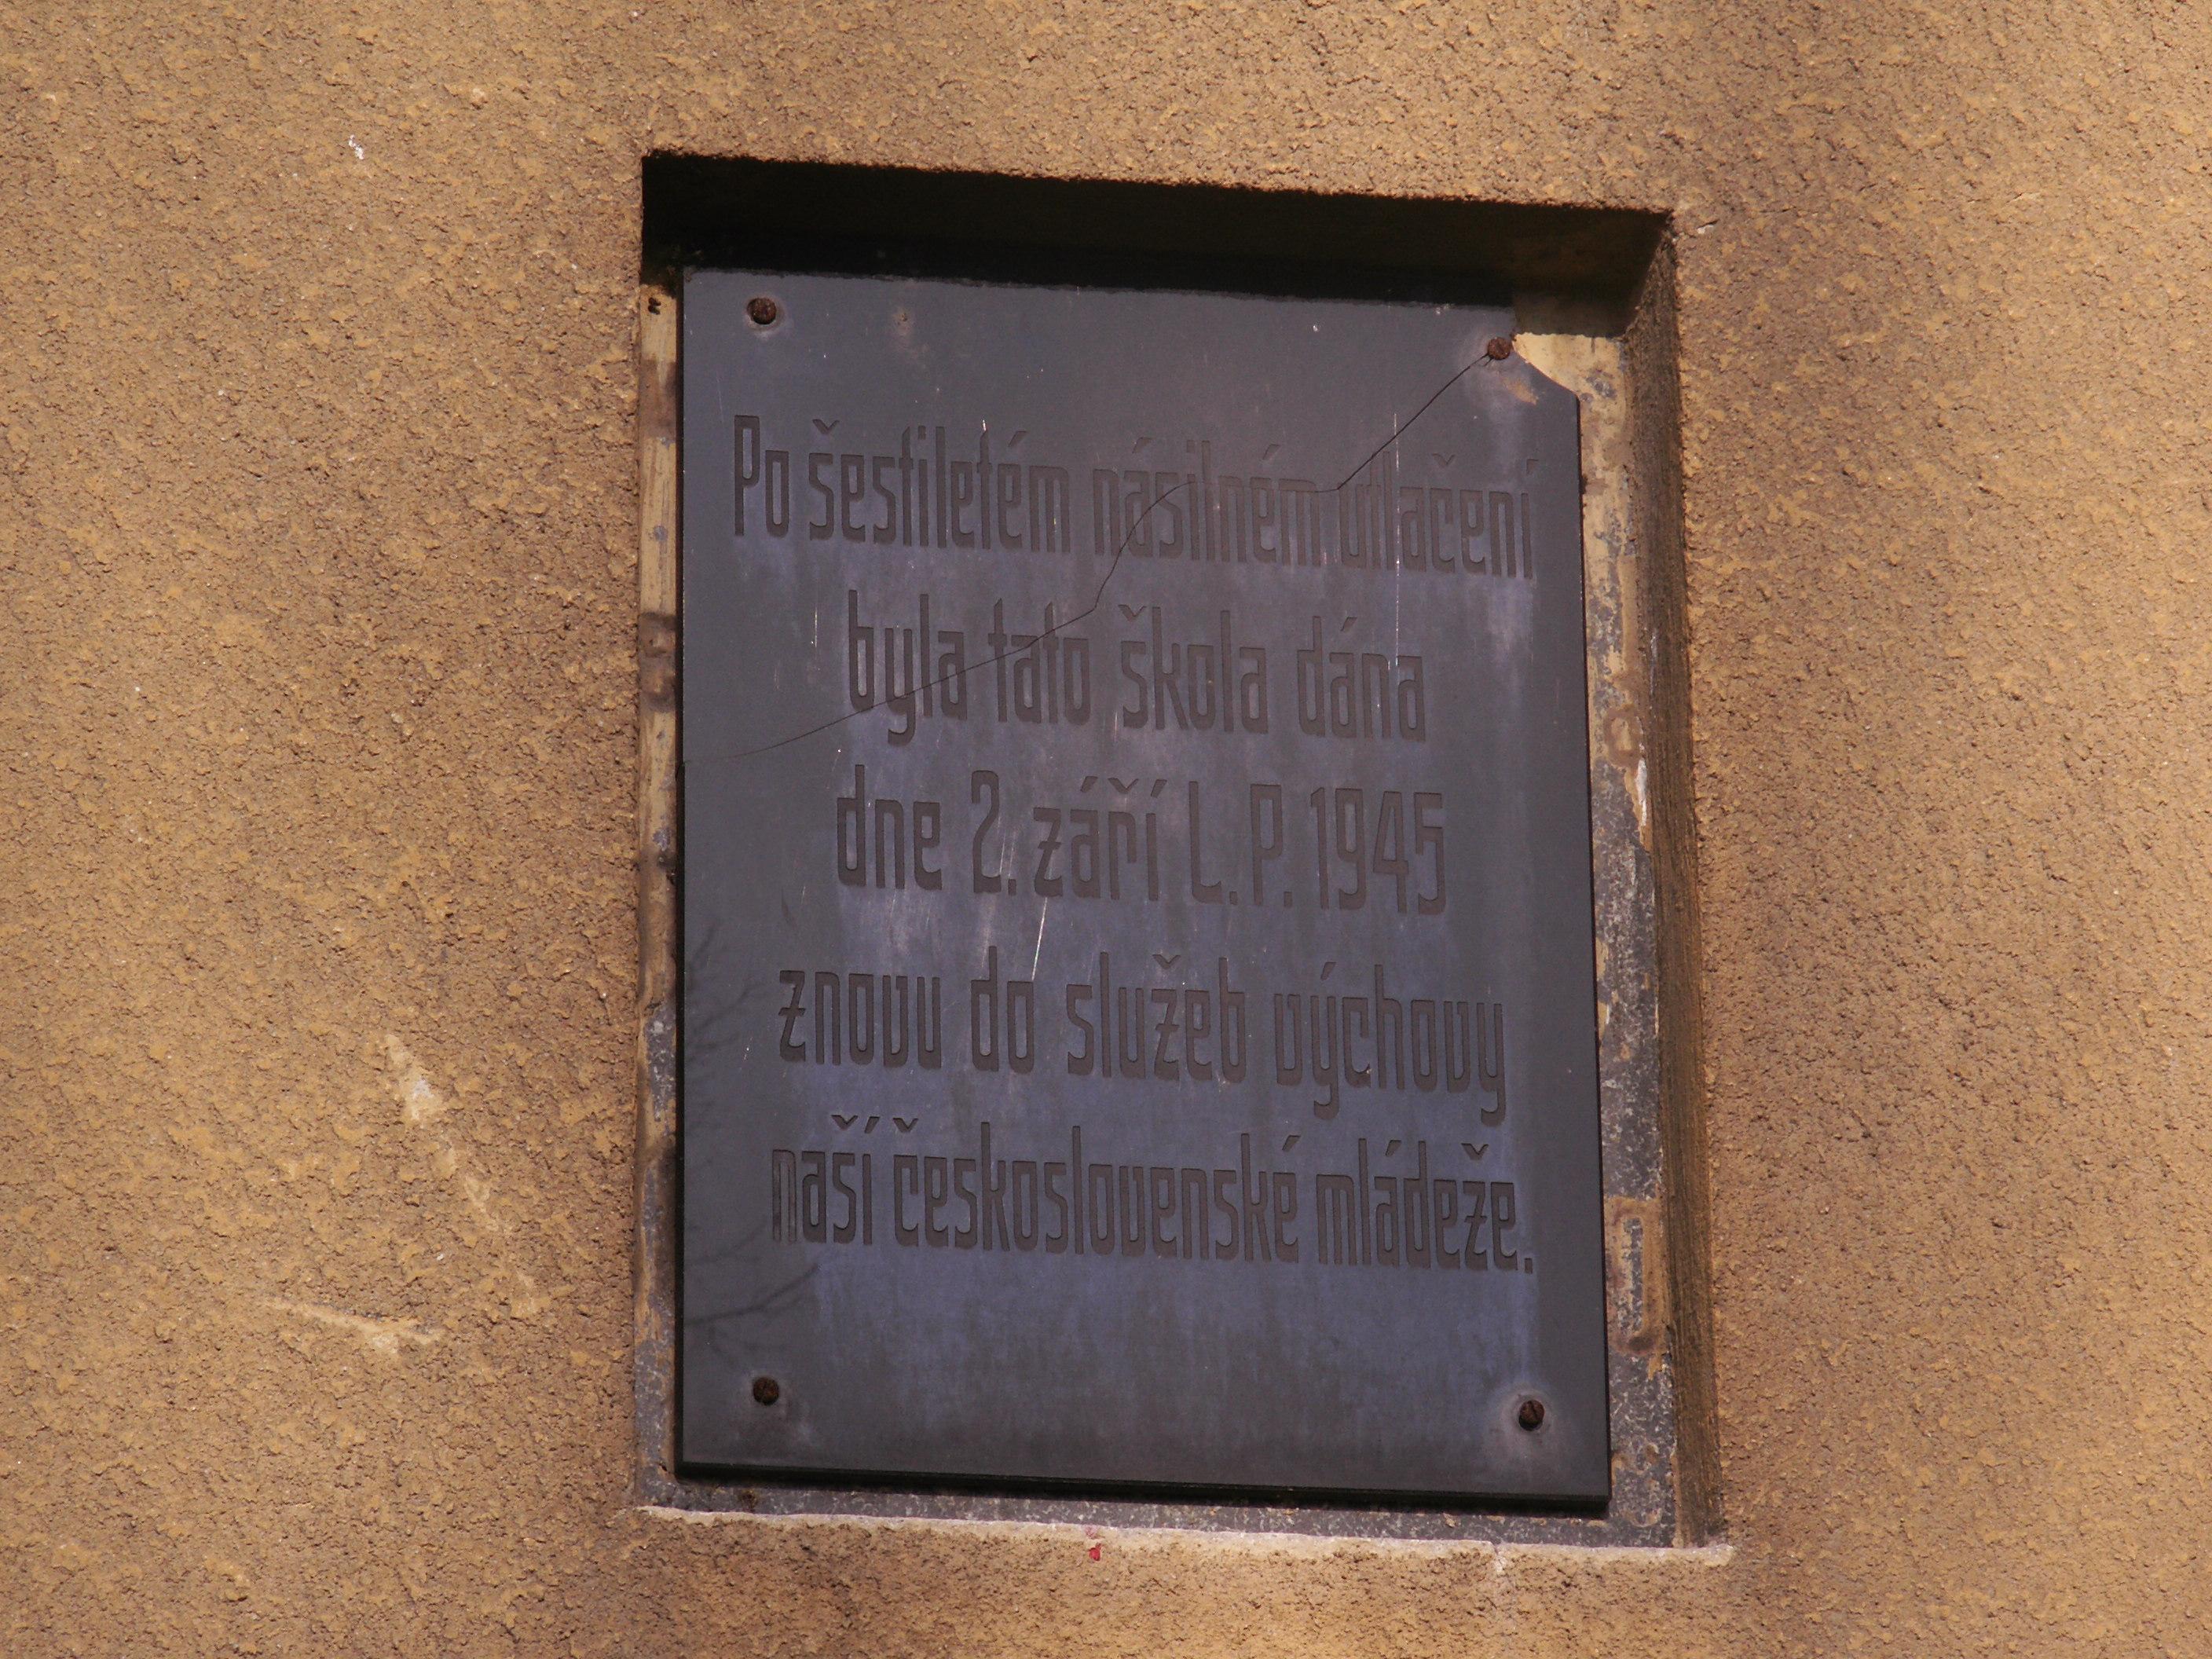 Po šestiletém násilném utlačení
byla tato škola dána
dne 2. září L.P. 1945
znovu do služeb výchovy
naší československé mládeže.